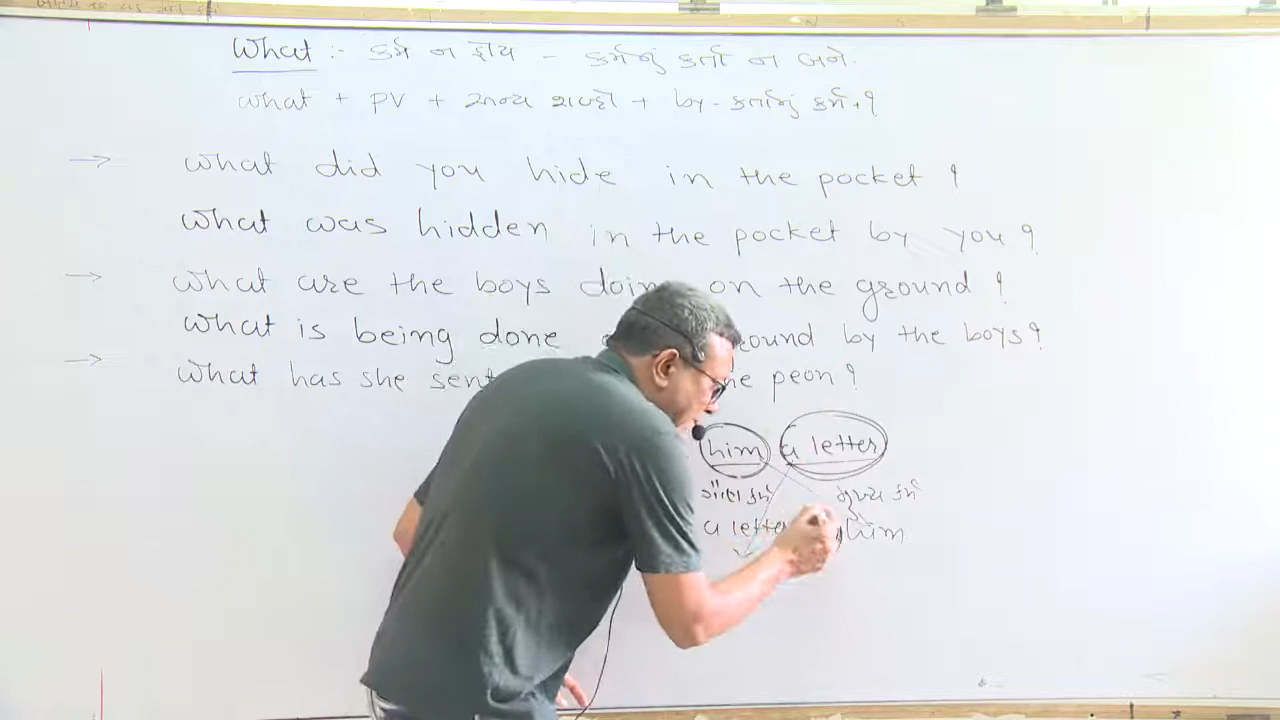 What :- કર્મ ન હોય - કર્મનું કર્તા ન બને.
what + PV + અન્ય શબ્દો + by - કર્તાનું કર્મ + ?
→ what did you hide in the pocket ?
what was hidden in the pocket by you ?
→ what are the boys doing on the ground ?
what is being done by the boys ?
→ what has she sent peon ?
him a letter
ગૌણ કર્મ મુખ્ય કર્મ
a letter him